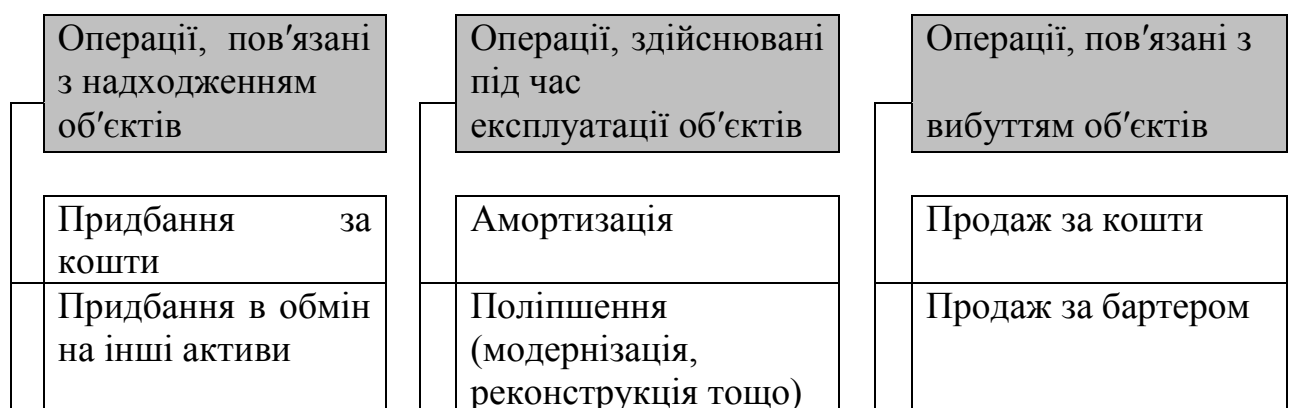 Операції, пов′язані
з надходженням
об′єктів
Операції, здійснювані
під час
експлуатації об′єктів
Операції, пов′язані з
вибуттям об′єктів
Придбання за
кошти
Амортизація
Продаж за кошти
Придбання в обмін
на інші активи
Поліпшення
(модернізація,
реконструкція тощо)
Продаж за бартером